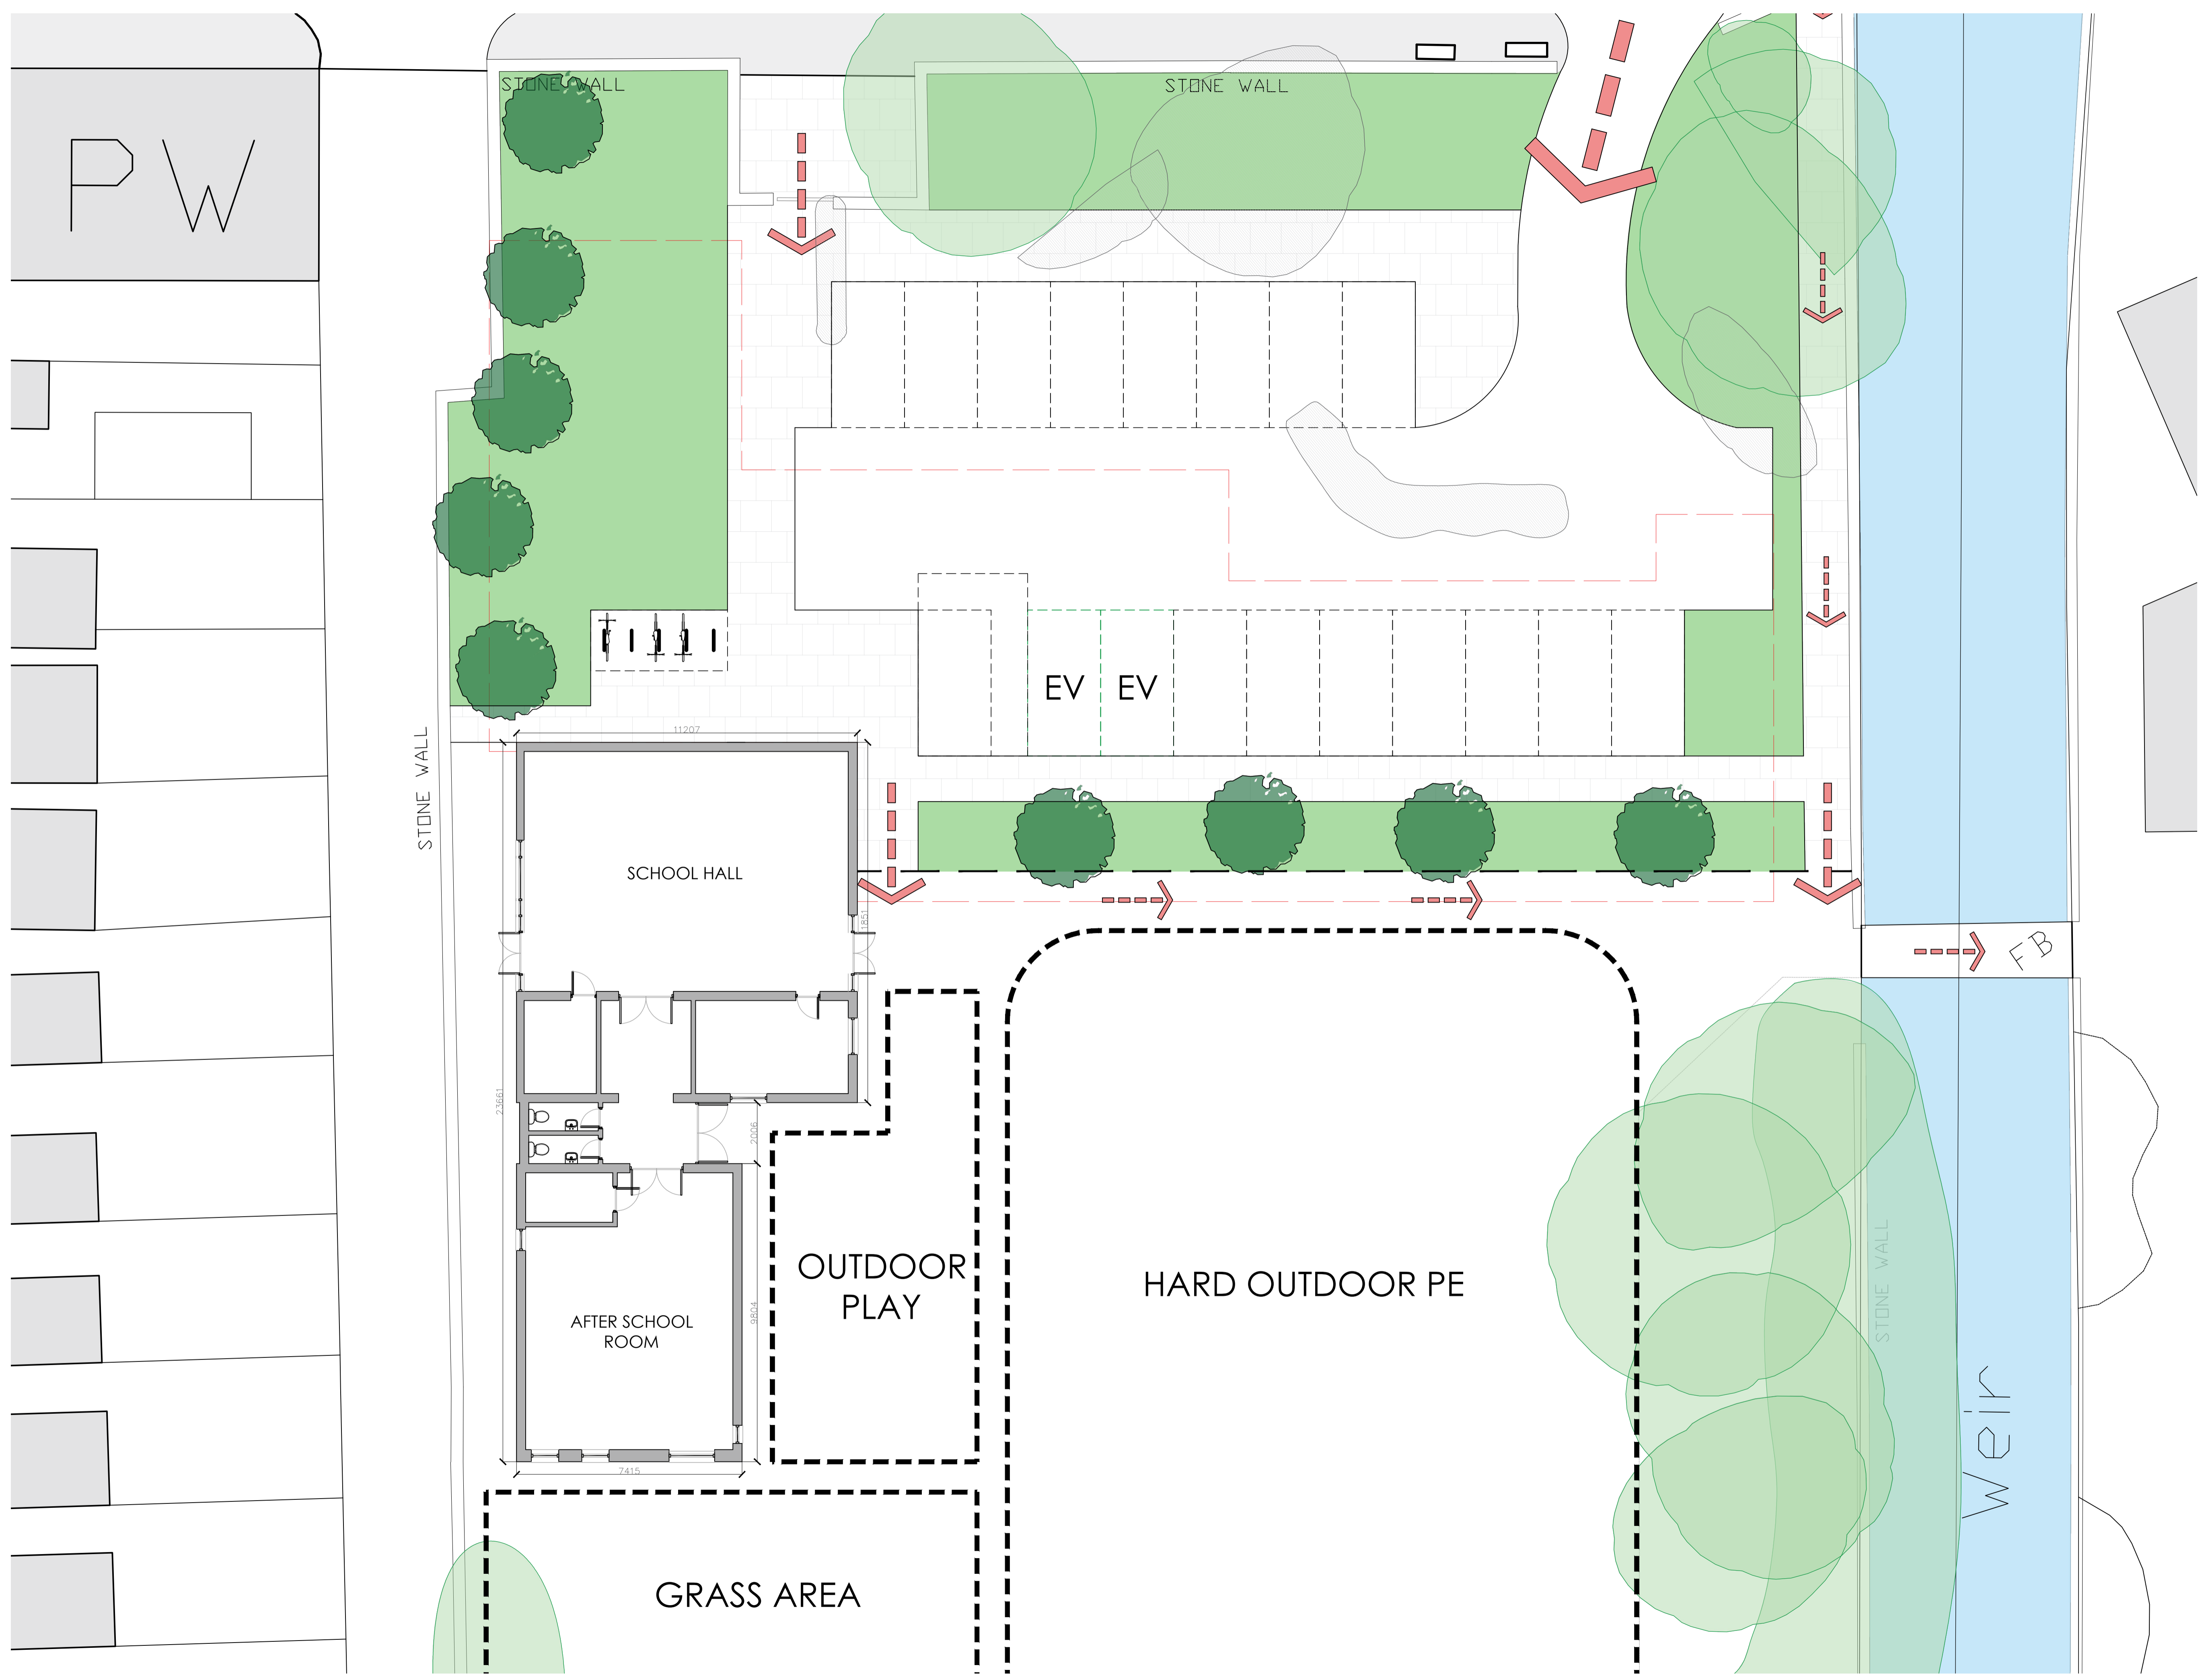 STONE WALL
STONE WALL
PW
EV EV
11207
STONE WALL
SCHOOL HALL
11851
FB
23661
2006
OUTDOOR
PLAY
HARD OUTDOOR PE
STONE WALL
AFTER SCHOOL
ROOM
9804
Weir
7415
GRASS AREA